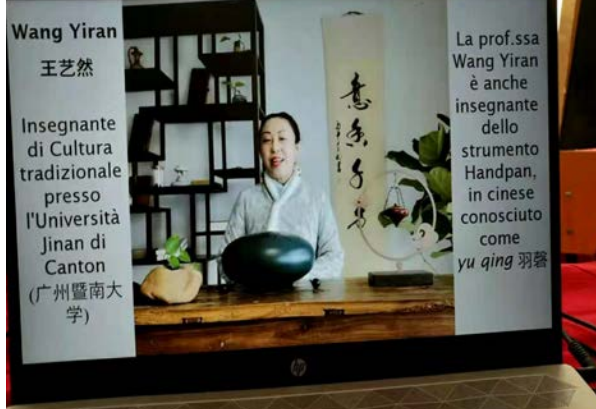 Wang Yiran
王艺然
Insegnante
di Cultura
tradizionale
presso
l'Università
Jinan di
Canton
(广州暨南大
学)
La prof.ssa
Wang Yiran
è anche
insegnante
dello
strumento
Handpan,
in cinese
conosciuto
come
yu qing 羽磬
hp